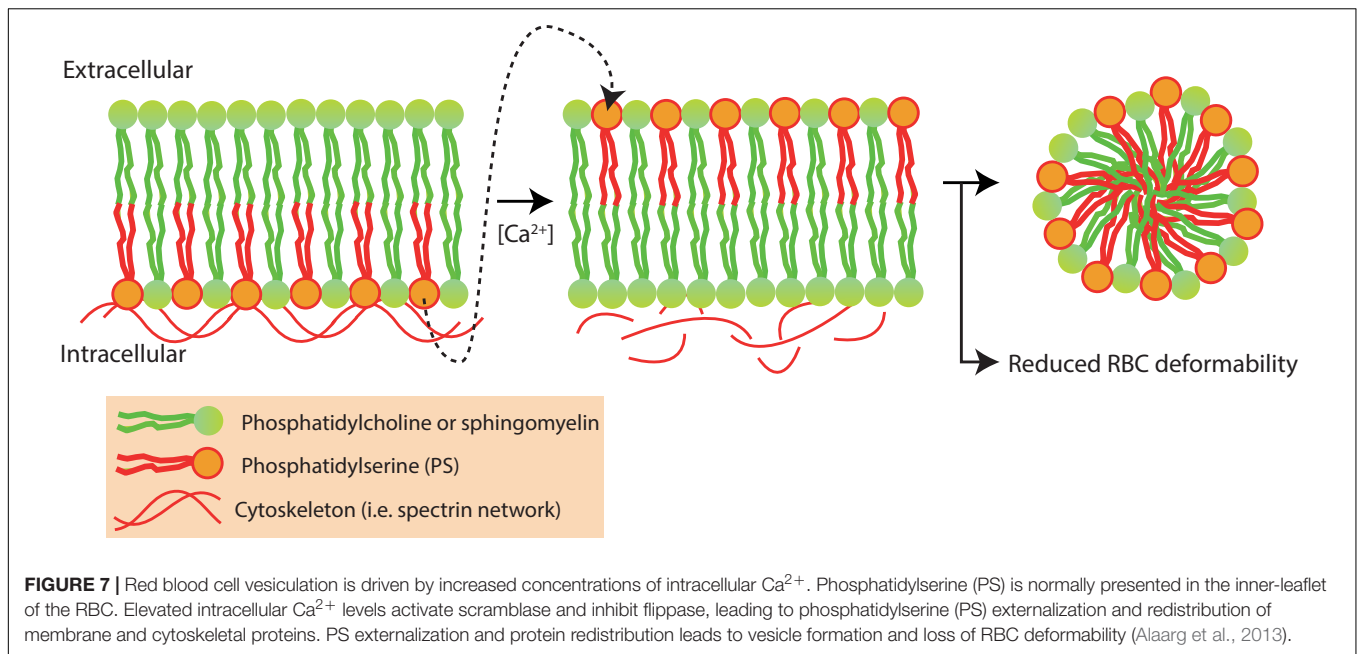 Extracellular
[Ca²⁺]
Intracellular
Reduced RBC deformability
Phosphatidylcholine or sphingomyelin
Phosphatidylserine (PS)
Cytoskeleton (i.e. spectrin network)
FIGURE 7 | Red blood cell vesiculation is driven by increased concentrations of intracellular Ca²⁺. Phosphatidylserine (PS) is normally presented in the inner-leaflet
of the RBC. Elevated intracellular Ca²⁺ levels activate scramblase and inhibit flippase, leading to phosphatidylserine (PS) externalization and redistribution of
membrane and cytoskeletal proteins. PS externalization and protein redistribution leads to vesicle formation and loss of RBC deformability (Alaarg et al., 2013).